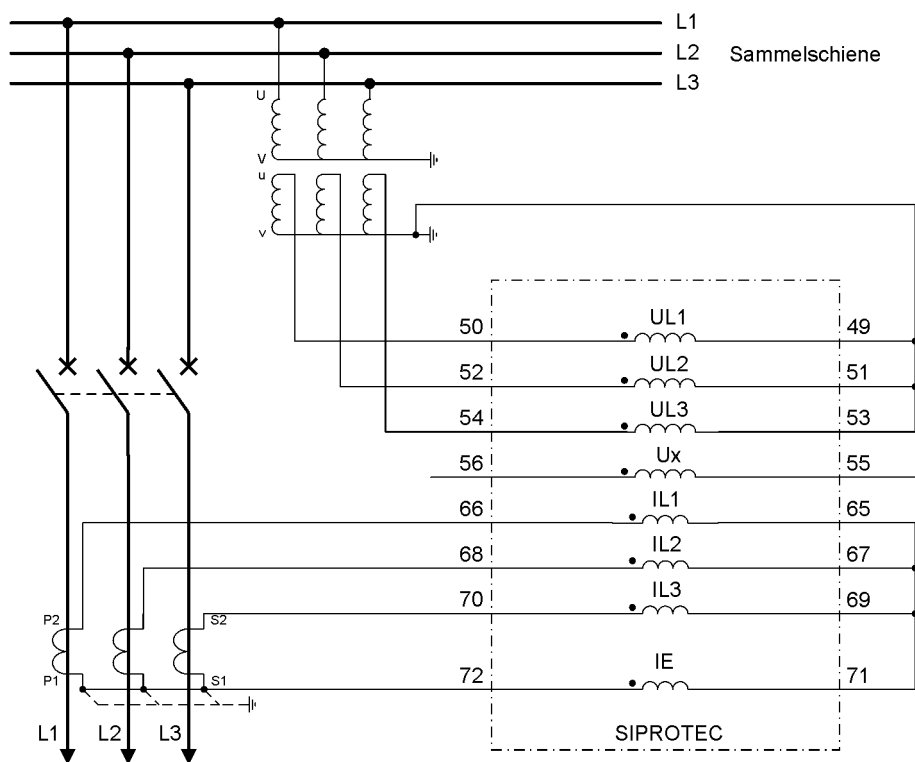 L1
L2 Sammelschiene
L3
U
V
u
v
50 UL1 49
52 UL2 51
54 UL3 53
56 Ux 55
66 IL1 65
68 IL2 67
70 IL3 69
P2 S2
P1 S1
72 IE 71
L1 L2 L3 SIPROTEC